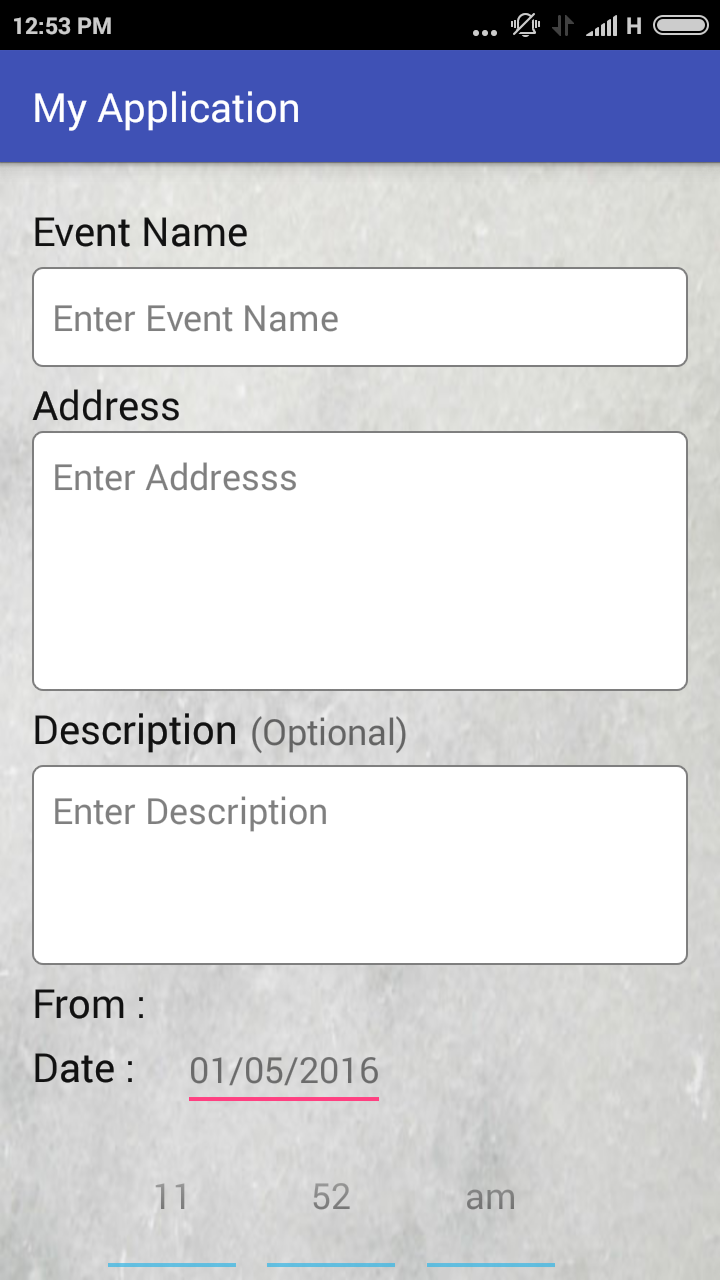 12:53 PM H
My Application
Event Name
Enter Event Name
Address
Enter Addresss
Description (Optional)
Enter Description
From :
Date : 01/05/2016
11 52 am